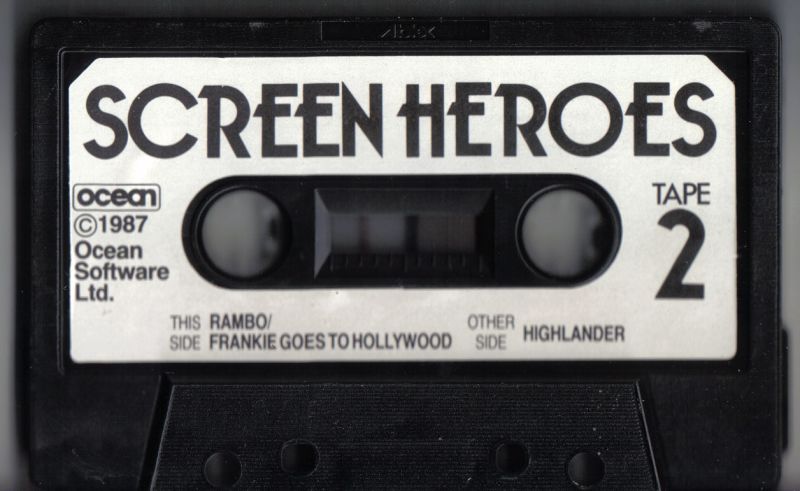 Ablex
SCREEN HEROES
ocean
©1987
Ocean
Software
Ltd.
TAPE
2
THIS SIDE
RAMBO/
FRANKIE GOES TO HOLLYWOOD
OTHER SIDE
HIGHLANDER